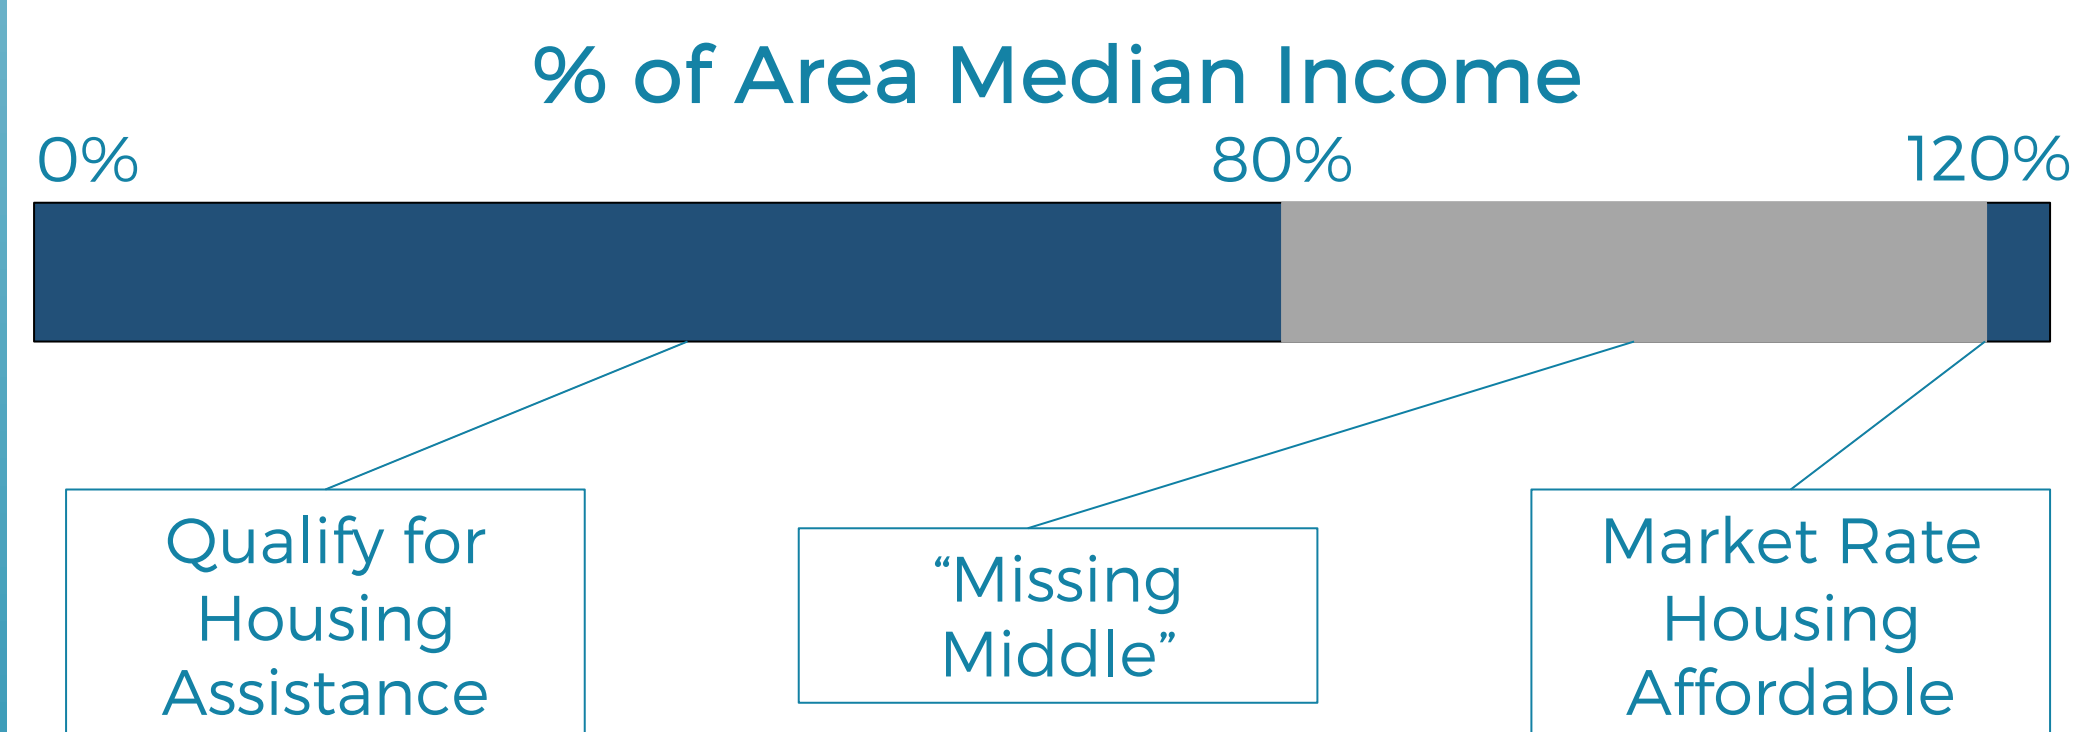 % of Area Median Income
0% 80% 120%
Qualify for
Housing
Assistance
“Missing
Middle”
Market Rate
Housing
Affordable